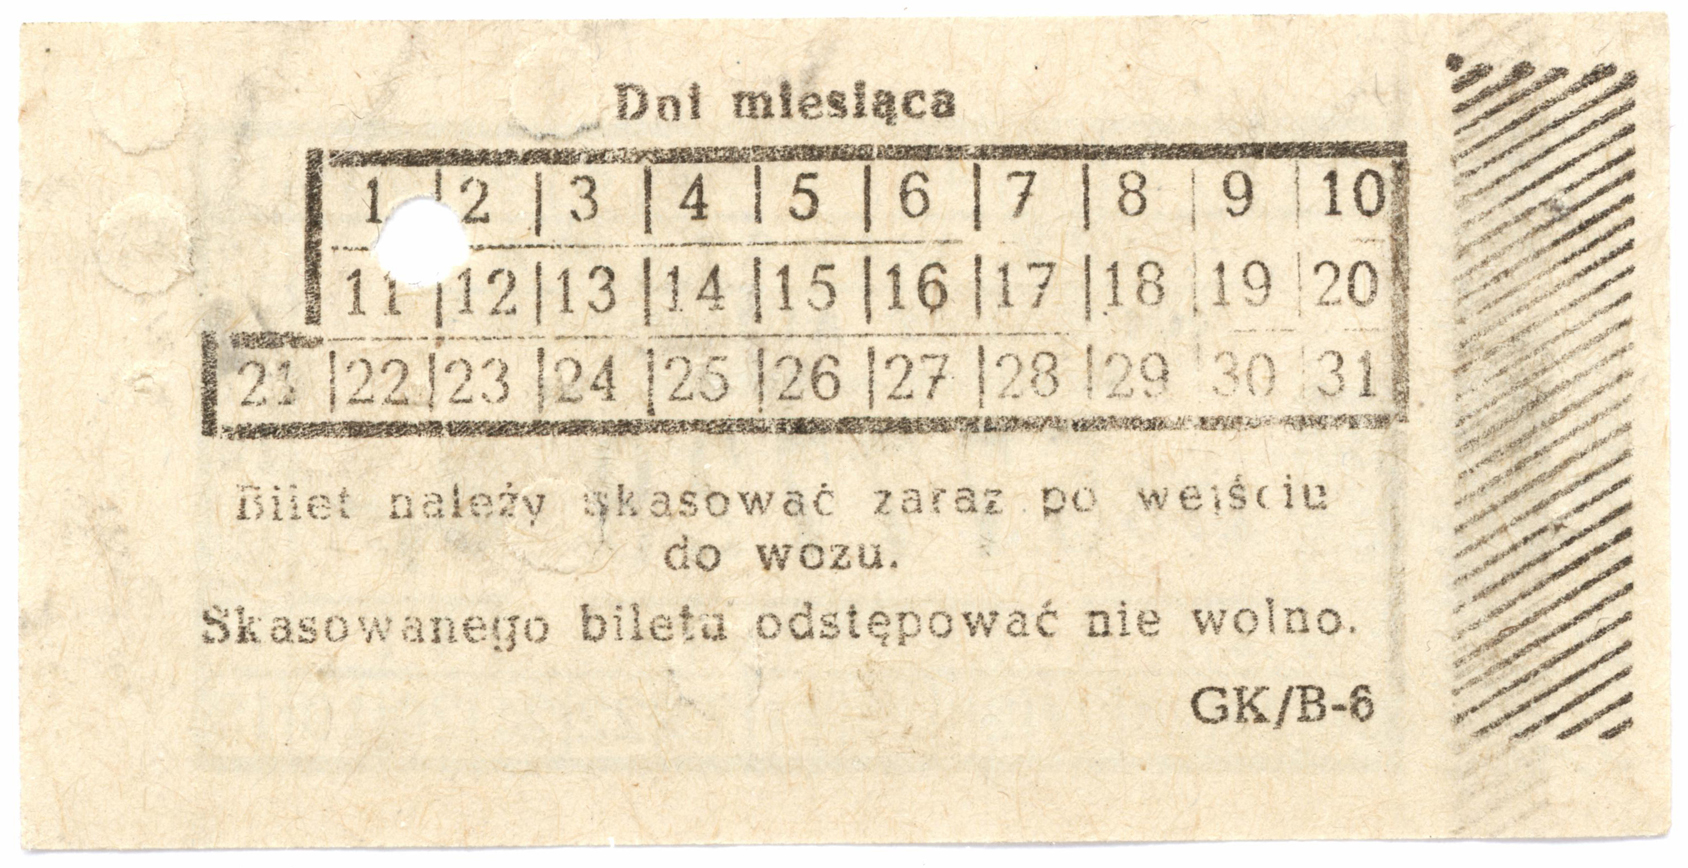 Dni miesiąca
1 2 3 4 5 6 7 8 9 10
11 12 13 14 15 16 17 18 19 20
21 22 23 24 25 26 27 28 29 30 31
Bilet należy skasować zaraz po wejściu
do wozu.
Skasowanego biletu odstępować nie wolno.
GK/B-6